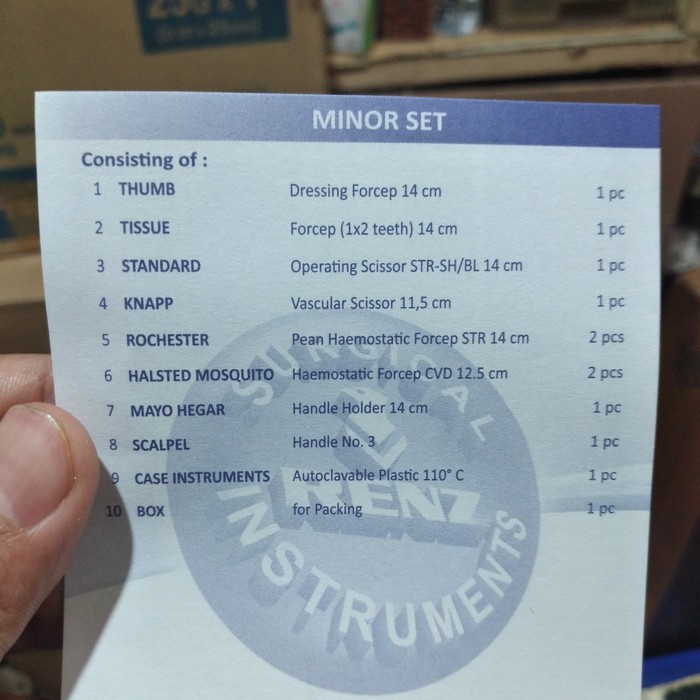 25G x 1
MINOR SET
Consisting of :
1 THUMB Dressing Forcep 14 cm 1 pc
2 TISSUE Forcep (1x2 teeth) 14 cm 1 pc
3 STANDARD Operating Scissor STR-SH/BL 14 cm 1 pc
4 KNAPP Vascular Scissor 11,5 cm 1 pc
5 ROCHESTER Pean Haemostatic Forcep STR 14 cm 2 pcs
6 HALSTED MOSQUITO Haemostatic Forcep CVD 12.5 cm 2 pcs
7 MAYO HEGAR Handle Holder 14 cm 1 pc
8 SCALPEL Handle No. 3 1 pc
9 CASE INSTRUMENTS Autoclavable Plastic 110° C 1 pc
10 BOX for Packing 1 pc
SURGICAL
RENZ
INSTRUMENTS